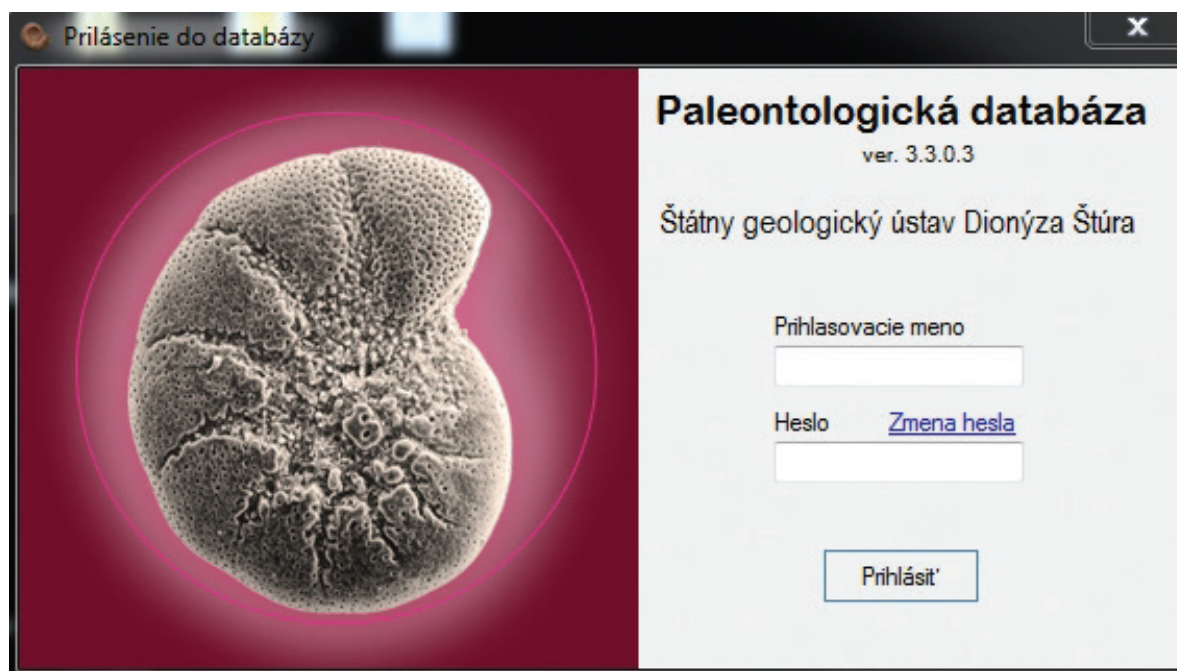 Prilásenie do databázy
x
Paleontologická databáza
ver. 3.3.0.3
Štátny geologický ústav Dionýza Štúra
Prihlasovacie meno
Heslo Zmena hesla
Prihlásiť